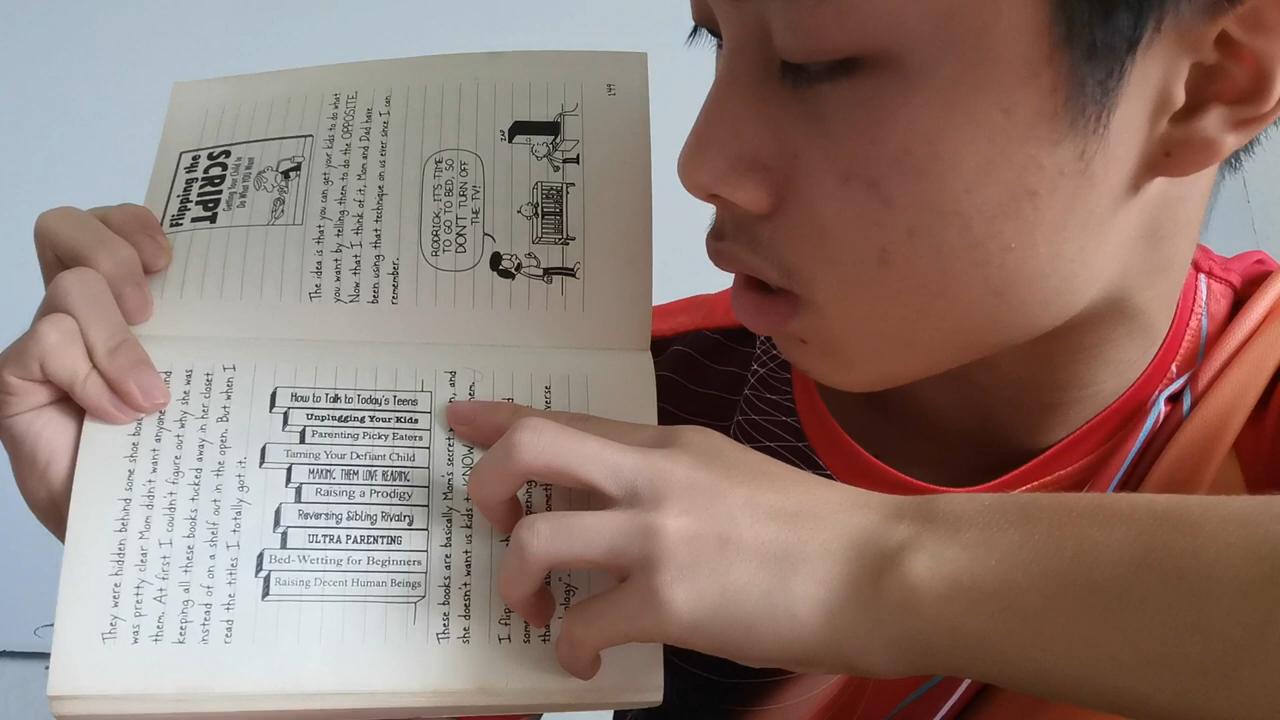 They were hidden behind some shoe
was pretty clear Mom didn't want anyone
them. At first I couldn't figure out why she was
keeping all these books tucked away in her closet
instead of on a shelf out in the open. But when I
read the titles I totally got it.
How to Talk to Today's Teens
Unplugging Your Kids
Parenting Picky Eaters
Taming Your Defiant Child
MAKING THEM LOVE READING
Raising a Prodigy
Reversing Sibling Rivalry
ULTRA PARENTING
Bed-Wetting for Beginners
Raising Decent Human Beings
These books are basically Mom's secret and
she doesn't want us kids KNOW
I
Flipping the
SCRIPT
Getting Your Child to
Do What YOU Want
The idea is that you can get your kids to do what
you want by telling them to do the OPPOSITE.
Now that I think of it, Mom and Dad have
been using that technique on us ever since I can
remember.
RODRICK, IT'S TIME
TO GO TO BED, SO
DON'T TURN OFF
THE TV!
ZAP
149